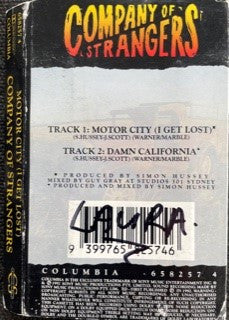 COMPANY OF
STRANGERS
TRACK 1: MOTOR CITY (I GET LOST)*
(S.HUSSEY-J.SCOTT) (WARNER/MARBLE)
TRACK 2: DAMN CALIFORNIA*
(S.HUSSEY-J.SCOTT) (WARNER/MARBLE)
* PRODUCED BY SIMON HUSSEY
MIXED BY GUY GRAY AT STUDIOS 301 SYDNEY
* PRODUCED AND MIXED BY SIMON HUSSEY
LAURA.
9 399765 825746
COLUMBIA 658257 4
MOTOR CITY (I GET LOST)
COMPANY OF STRANGERS
COLUMBIA